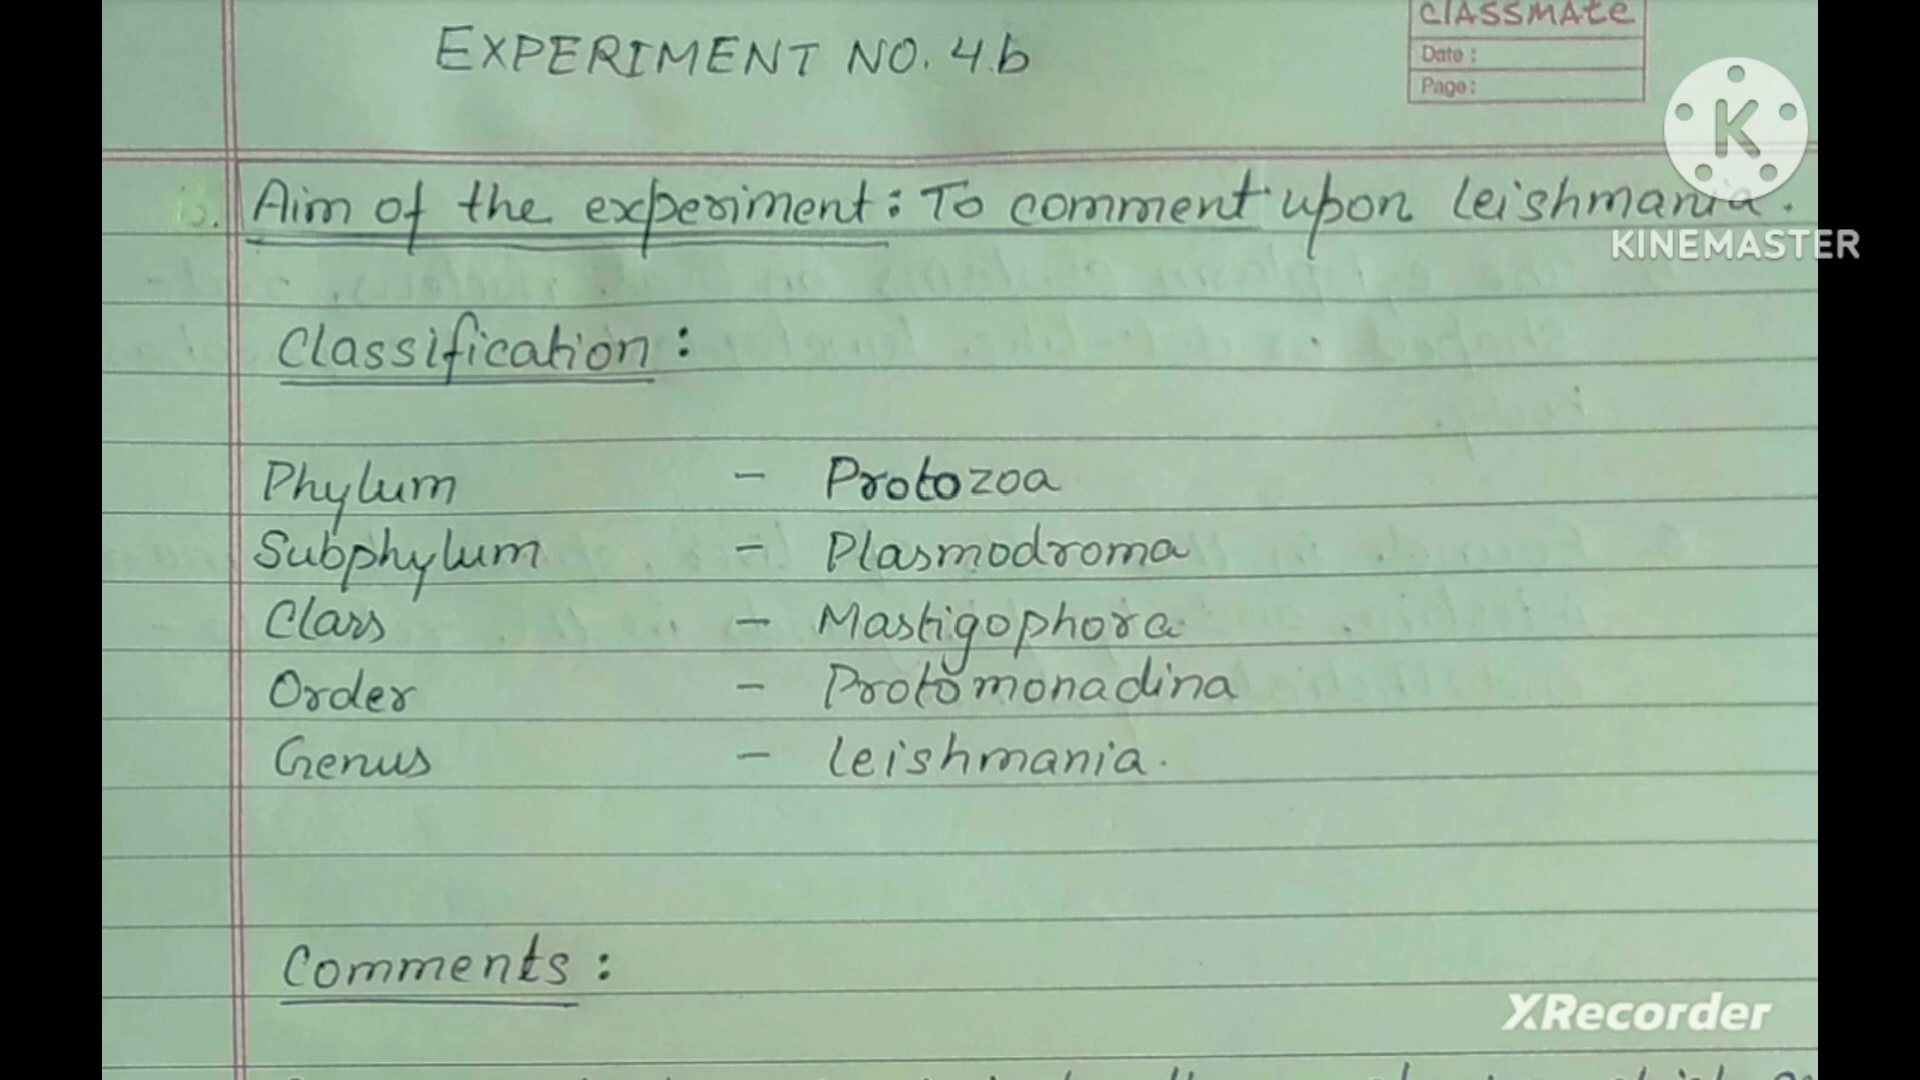 EXPERIMENT NO. 4.b
CLASSMATE
Date :
Page :
K
b. Aim of the experiment : To comment upon leishmania.
KINEMASTER
Classification :
Phylum - Protozoa
Subphylum - Plasmodroma
Class - Mastigophora
Order - Protomonadina
Genus - leishmania.
Comments :
XRecorder